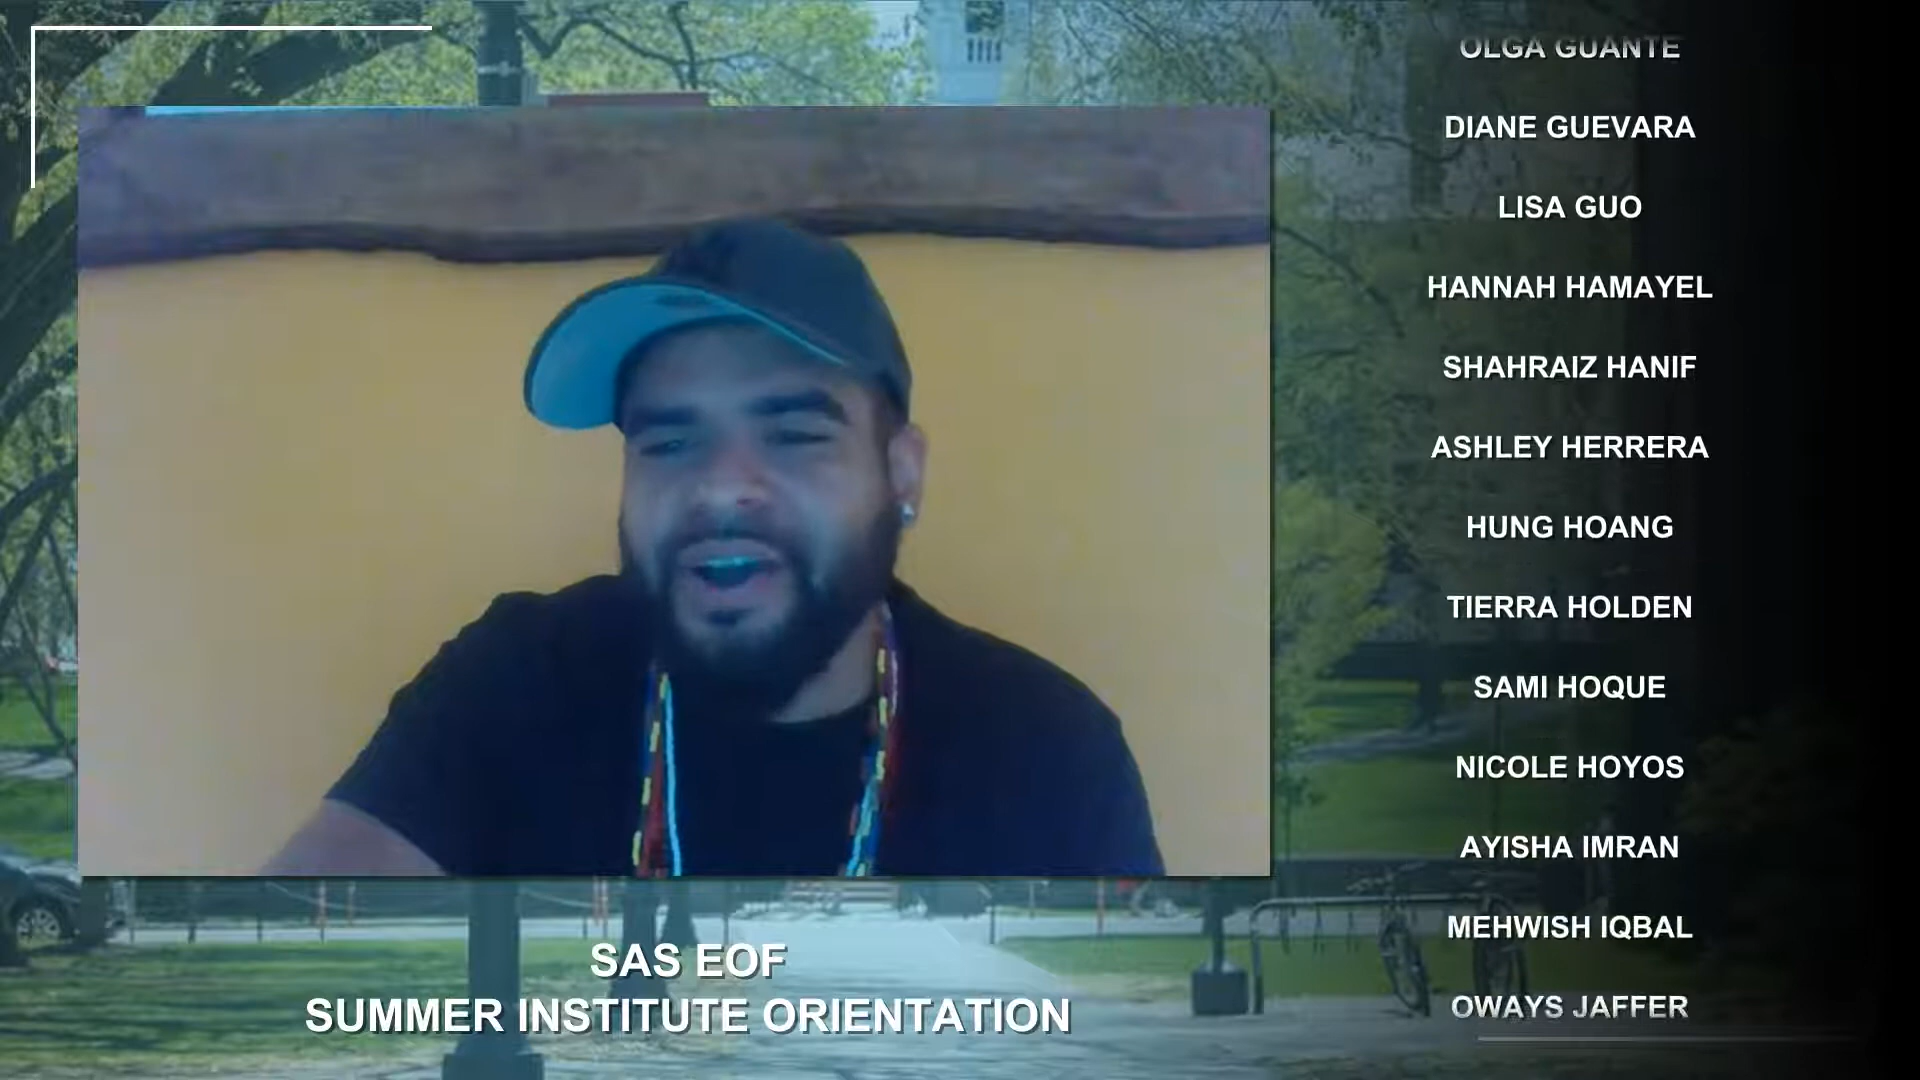 OLGA GUANTE
DIANE GUEVARA
LISA GUO
HANNAH HAMAYEL
SHAHRAIZ HANIF
ASHLEY HERRERA
HUNG HOANG
TIERRA HOLDEN
SAMI HOQUE
NICOLE HOYOS
AYISHA IMRAN
MEHWISH IQBAL
OWAYS JAFFER
SAS EOF
SUMMER INSTITUTE ORIENTATION